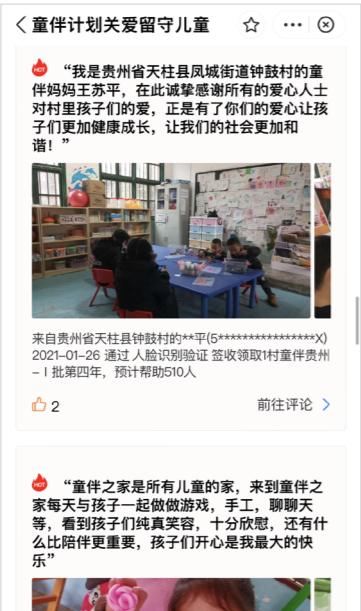 童伴计划关爱留守儿童
HOT
“我是贵州省天柱县凤城街道钟鼓村的童
伴妈妈王苏平，在此诚挚感谢所有的爱心人士
对村里孩子们的爱，正是有了你们的爱心让孩
子们更加健康成长，让我们的社会更加和
谐！”
来自贵州省天柱县钟鼓村的**平(5****************X)
2021-01-26 通过 人脸识别验证 签收领取1村童伴贵州
-Ⅰ批第四年，预计帮助510人
2
前往评论
HOT
“童伴之家是所有儿童的家，来到童伴之
家每天与孩子一起做做游戏，手工，聊聊天
等，看到孩子们纯真笑容，十分欣慰，还有什
么比陪伴更重要，孩子们开心是我最大的快
乐”